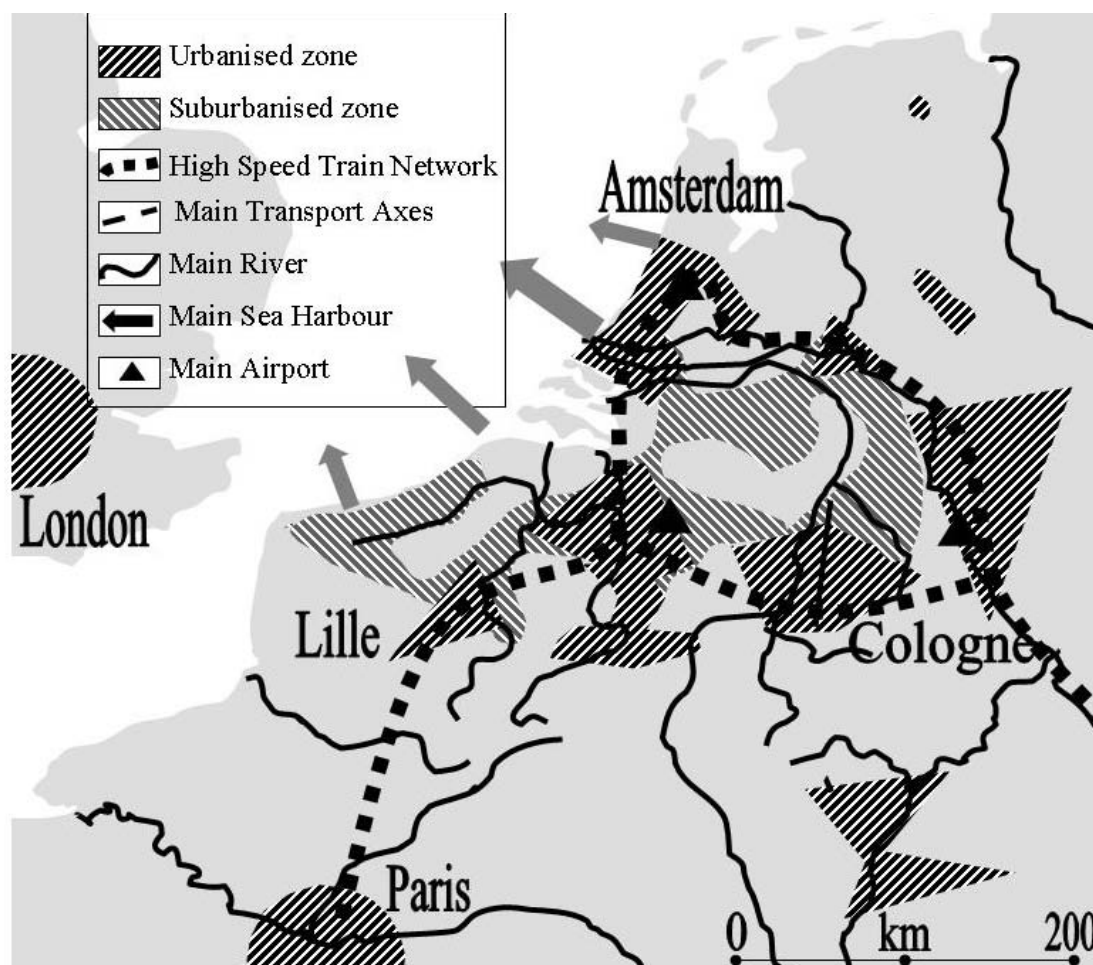 Urbanised zone
Suburbanised zone
High Speed Train Network
Main Transport Axes
Main River
Main Sea Harbour
Main Airport
Amsterdam
London
Lille
Cologne
Paris
0 km 200